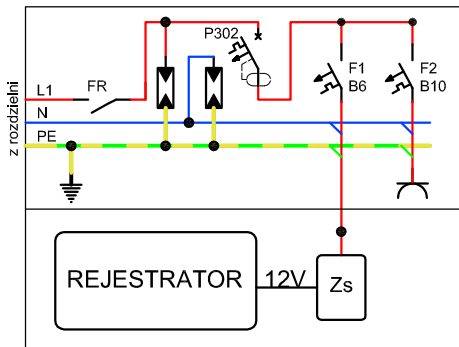 P302
F1
B6
F2
B10
L1
FR
N
PE
z rozdzielni
REJESTRATOR
12V
Zs